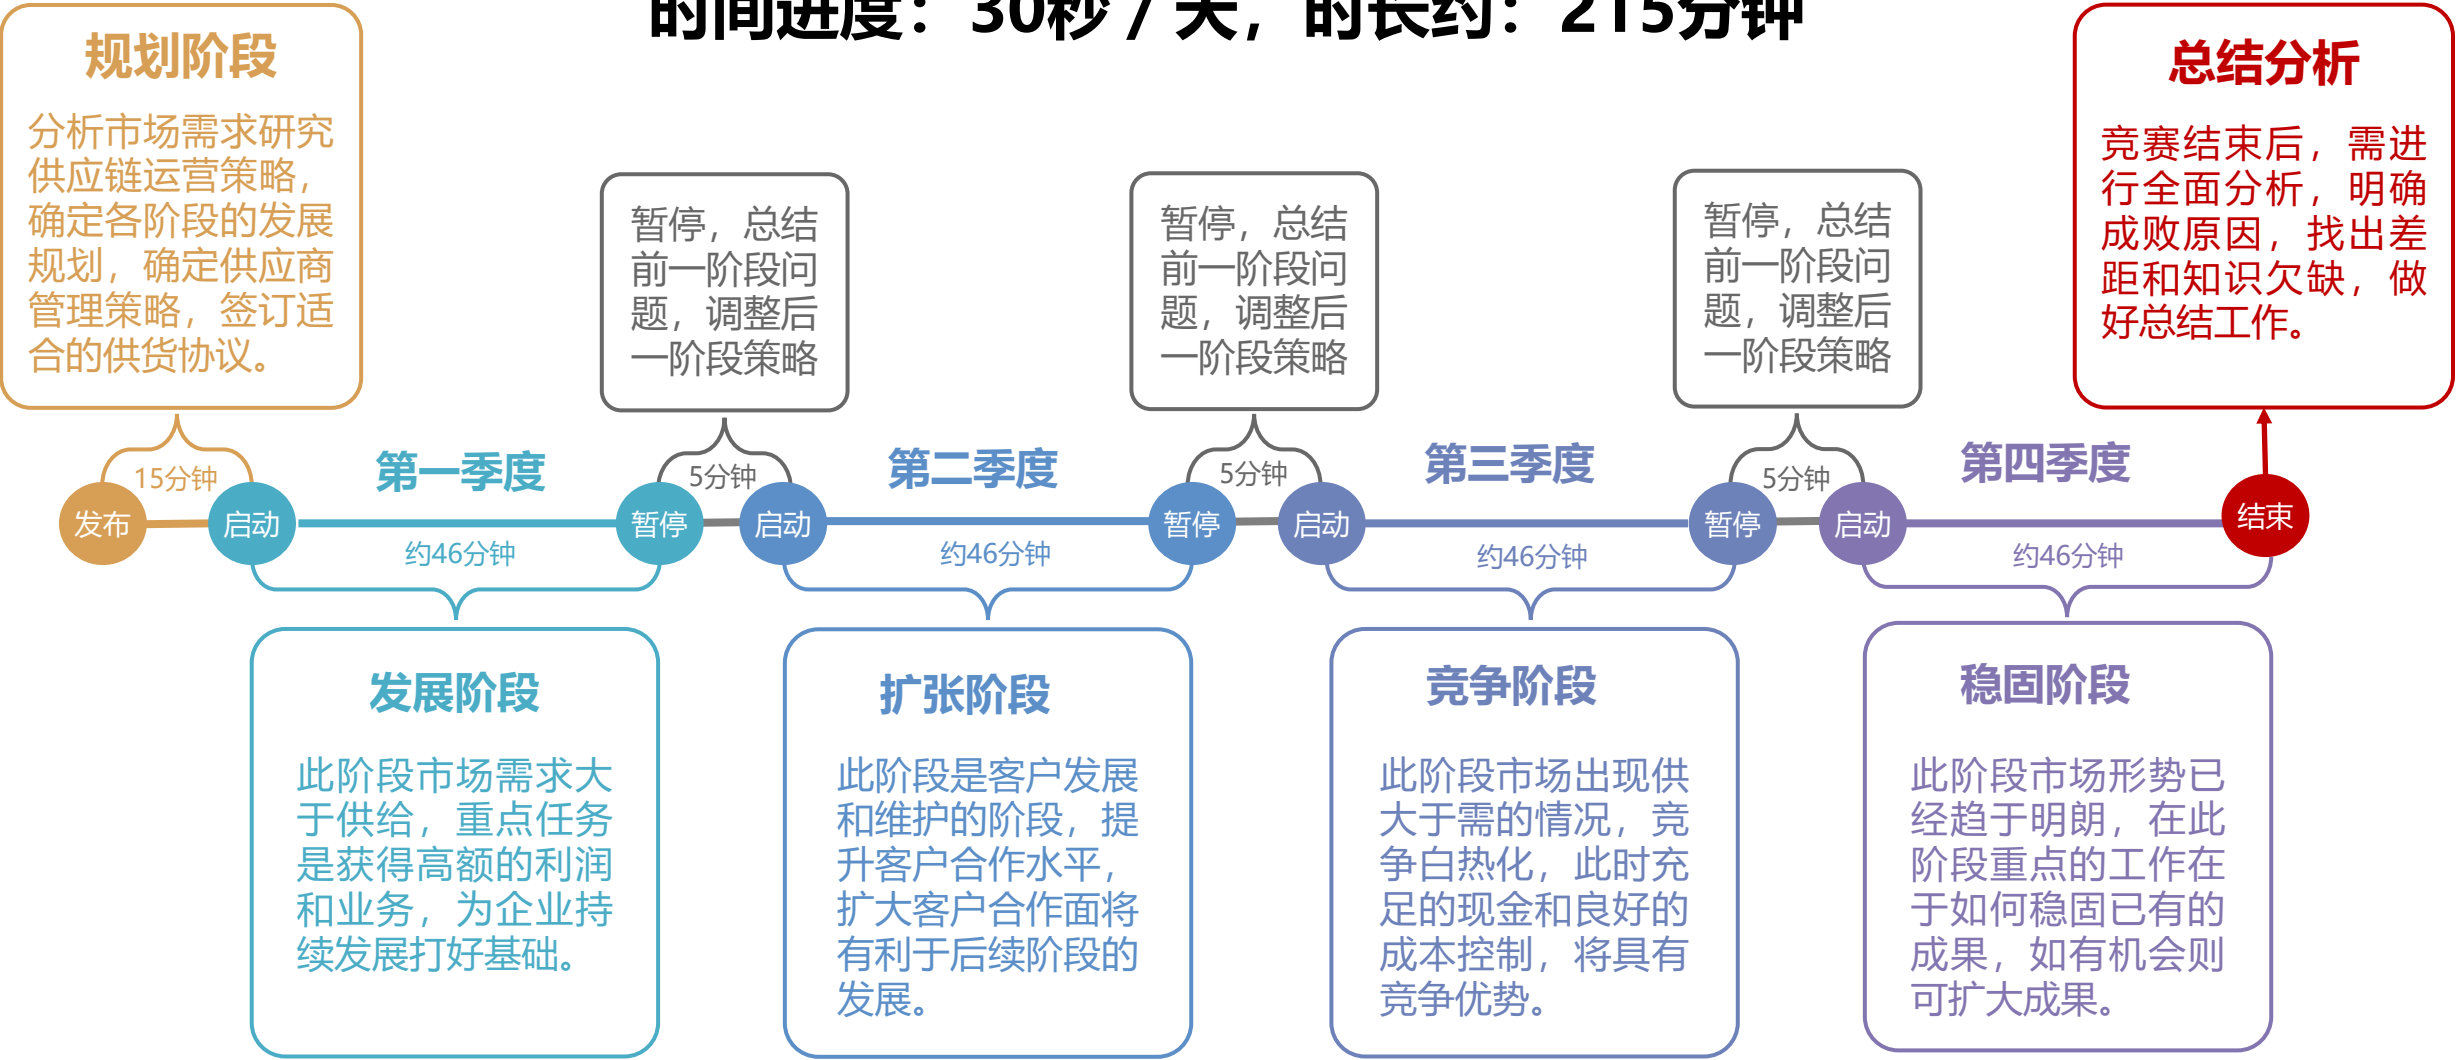 时间进度：30秒 / 天，时长约：215分钟
规划阶段
分析市场需求研究
供应链运营策略，
确定各阶段的发展
规划，确定供应商
管理策略，签订适
合的供货协议。
暂停，总结
前一阶段问
题，调整后
一阶段策略
暂停，总结
前一阶段问
题，调整后
一阶段策略
暂停，总结
前一阶段问
题，调整后
一阶段策略
总结分析
竞赛结束后，需进
行全面分析，明确
成败原因，找出差
距和知识欠缺，做
好总结工作。
15分钟
第一季度
5分钟
第二季度
5分钟
第三季度
5分钟
第四季度
发布
启动
暂停
启动
暂停
启动
暂停
启动
结束
约46分钟
约46分钟
约46分钟
约46分钟
发展阶段
此阶段市场需求大
于供给，重点任务
是获得高额的利润
和业务，为企业持
续发展打好基础。
扩张阶段
此阶段是客户发展
和维护的阶段，提
升客户合作水平，
扩大客户合作面将
有利于后续阶段的
发展。
竞争阶段
此阶段市场出现供
大于需的情况，竞
争白热化，此时充
足的现金和良好的
成本控制，将具有
竞争优势。
稳固阶段
此阶段市场形势已
经趋于明朗，在此
阶段重点的工作在
于如何稳固已有的
成果，如有机会则
可扩大成果。